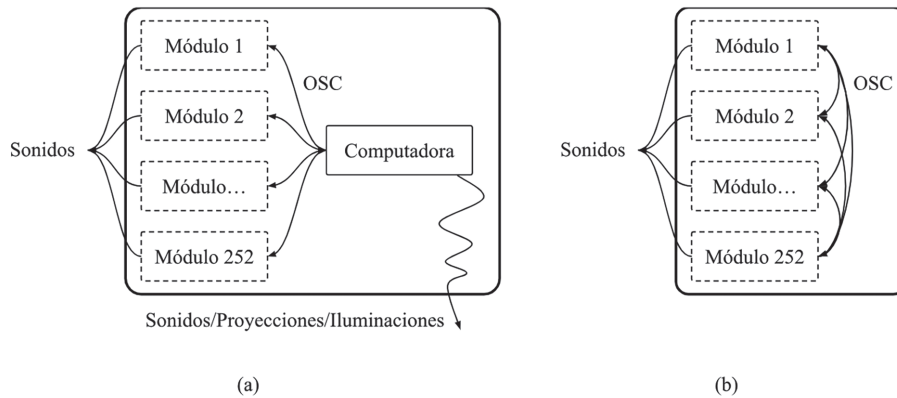 Módulo 1
OSC
Módulo 2
Sonidos
Computadora
Módulo…
Módulo 252
Sonidos/Proyecciones/Iluminaciones
(a)
Módulo 1
OSC
Módulo 2
Sonidos
Módulo…
Módulo 252
(b)